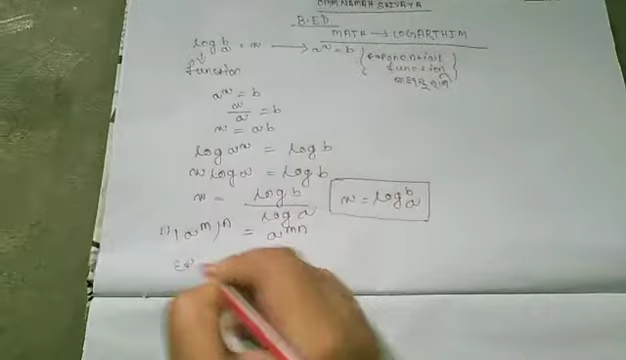 OMM NAMAH SHIVAYA
B.ED
MATH → LOGARTHIM
log_a^b = x → a^x = b { exponential function
function
a^x = b
x/a = b
x = ab
log a^x = log b
x log a = log b
x = log b / log a   x = log_a^b
1) (a^m)^n = a^mn
Ex